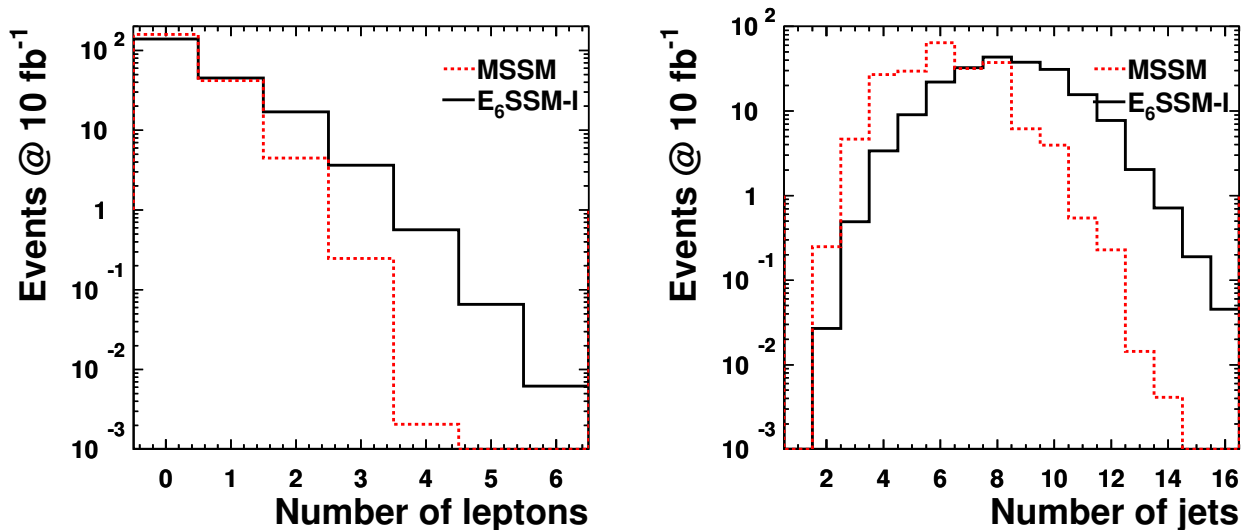 Events @ 10 fb⁻¹
10²
10
1
10⁻¹
10⁻²
10⁻³
MSSM
E₆SSM-I
0 1 2 3 4 5 6
Number of leptons
Events @ 10 fb⁻¹
10²
10
1
10⁻¹
10⁻²
10⁻³
MSSM
E₆SSM-I
2 4 6 8 10 12 14 16
Number of jets